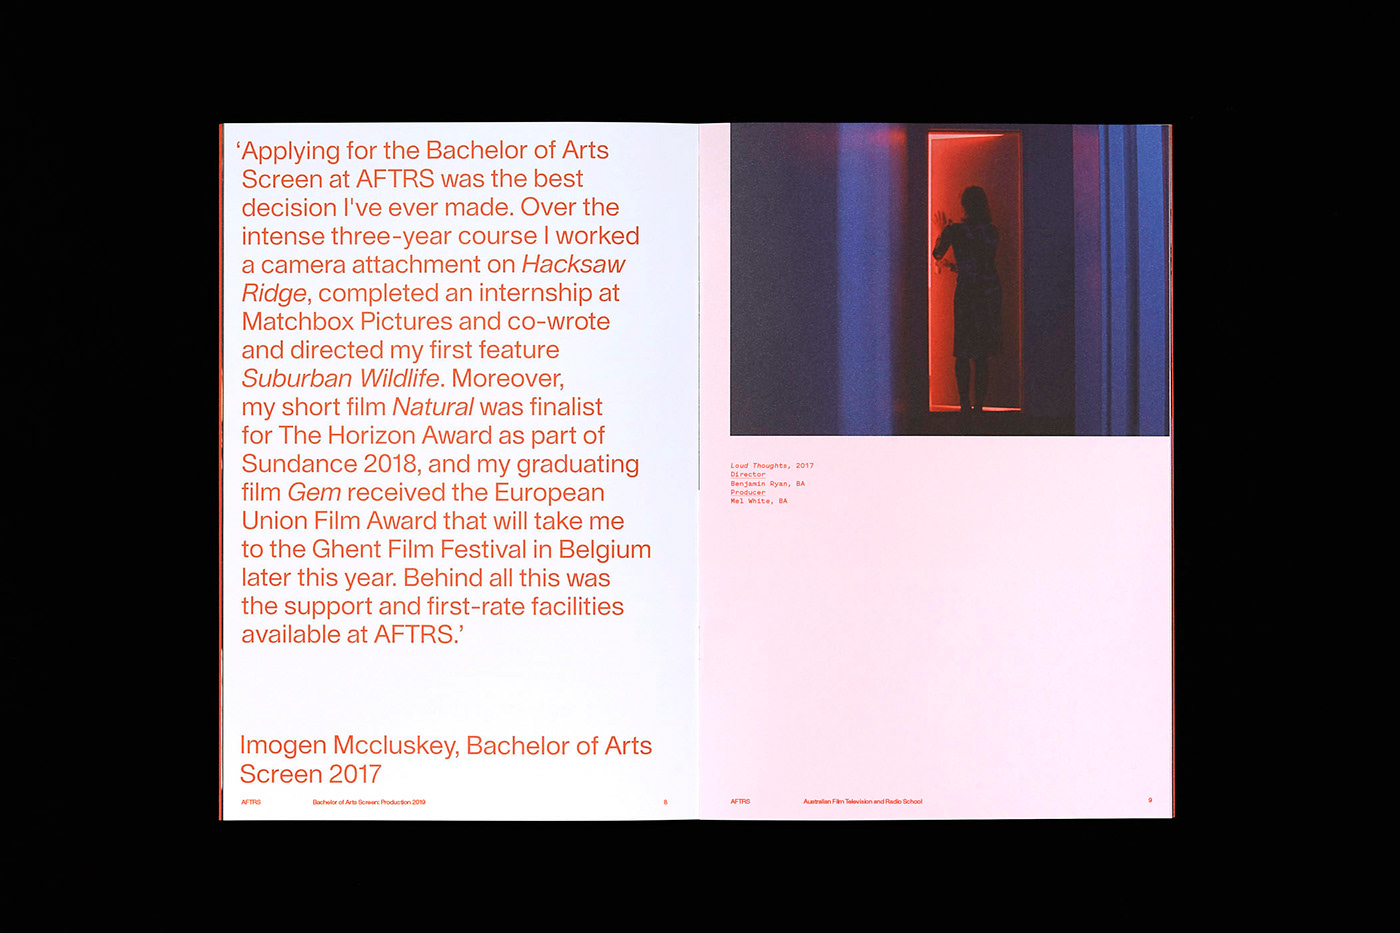 ‘Applying for the Bachelor of Arts
Screen at AFTRS was the best
decision I've ever made. Over the
intense three-year course I worked
a camera attachment on Hacksaw
Ridge, completed an internship at
Matchbox Pictures and co-wrote
and directed my first feature
Suburban Wildlife. Moreover,
my short film Natural was finalist
for The Horizon Award as part of
Sundance 2018, and my graduating
film Gem received the European
Union Film Award that will take me
to the Ghent Film Festival in Belgium
later this year. Behind all this was
the support and first-rate facilities
available at AFTRS.’
Imogen Mccluskey, Bachelor of Arts
Screen 2017
AFTRS Bachelor of Arts Screen: Production 2019 8
Loud Thoughts, 2017
Director
Benjamin Ryan, BA
Producer
Mel White, BA
AFTRS Australian Film Television and Radio School 9